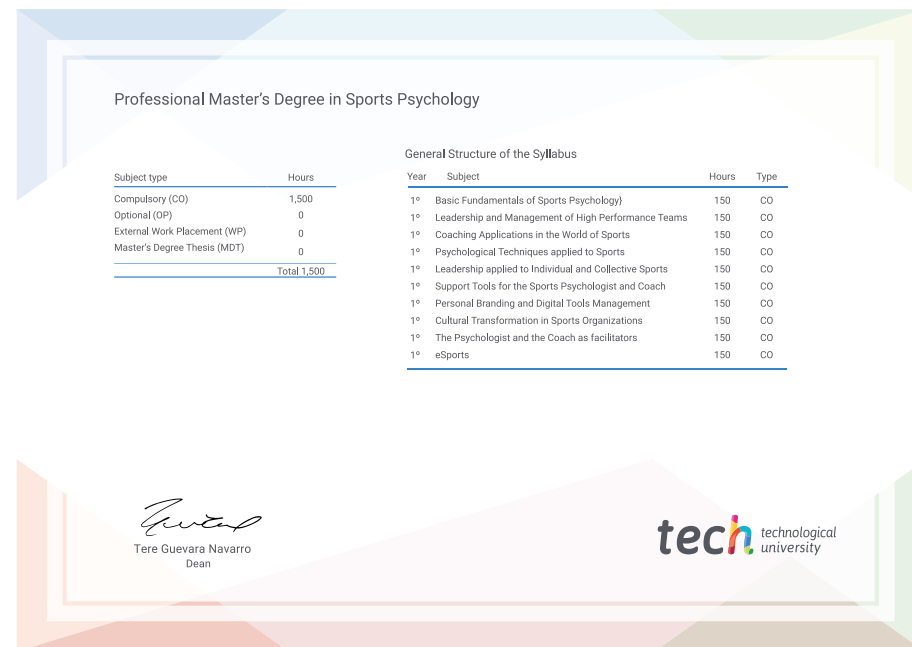 Professional Master's Degree in Sports Psychology
Subject type Hours
Compulsory (CO) 1,500
Optional (OP) 0
External Work Placement (WP) 0
Master's Degree Thesis (MDT) 0
Total 1,500
General Structure of the Syllabus
Year Subject Hours Type
1º Basic Fundamentals of Sports Psychology} 150 CO
1º Leadership and Management of High Performance Teams 150 CO
1º Coaching Applications in the World of Sports 150 CO
1º Psychological Techniques applied to Sports 150 CO
1º Leadership applied to Individual and Collective Sports 150 CO
1º Support Tools for the Sports Psychologist and Coach 150 CO
1º Personal Branding and Digital Tools Management 150 CO
1º Cultural Transformation in Sports Organizations 150 CO
1º The Psychologist and the Coach as facilitators 150 CO
1º eSports 150 CO
Tere Guevara Navarro
Dean
tech technological
university